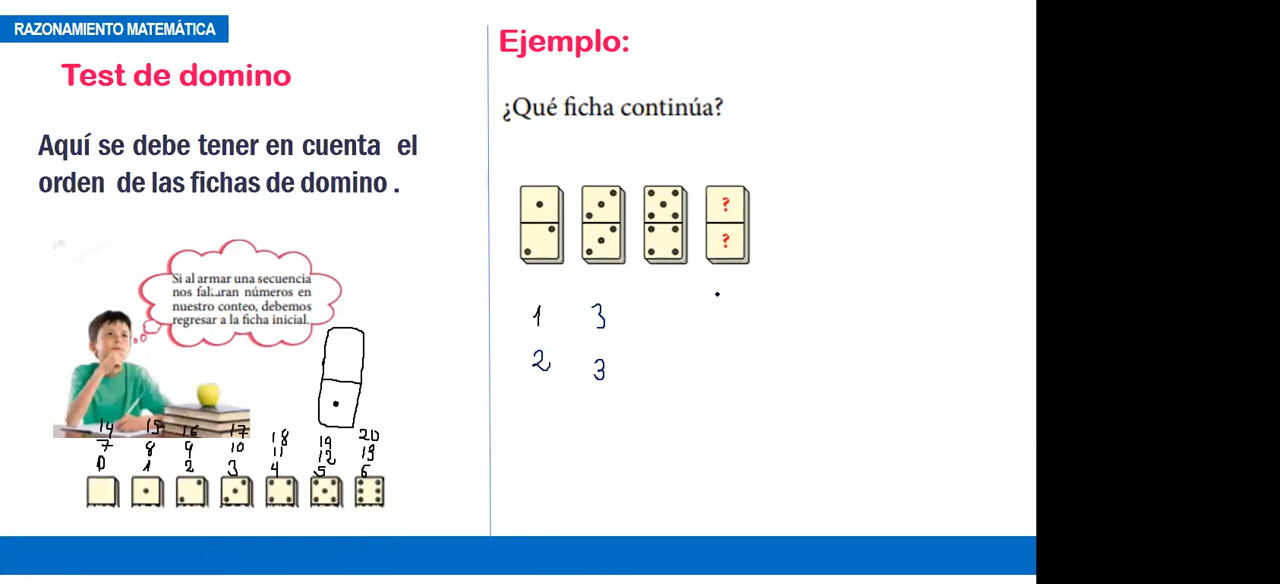 RAZONAMIENTO MATEMÁTICA
Test de domino
Aquí se debe tener en cuenta el
orden de las fichas de domino .
Si al armar una secuencia
nos faltaran números en
nuestro conteo, debemos
regresar a la ficha inicial.
14 15 16 17 18 19 20
7 8 9 10 11 12 13
0 1 2 3 4 5 6
Ejemplo:
¿Qué ficha continúa?
?
?
1 3
2 3